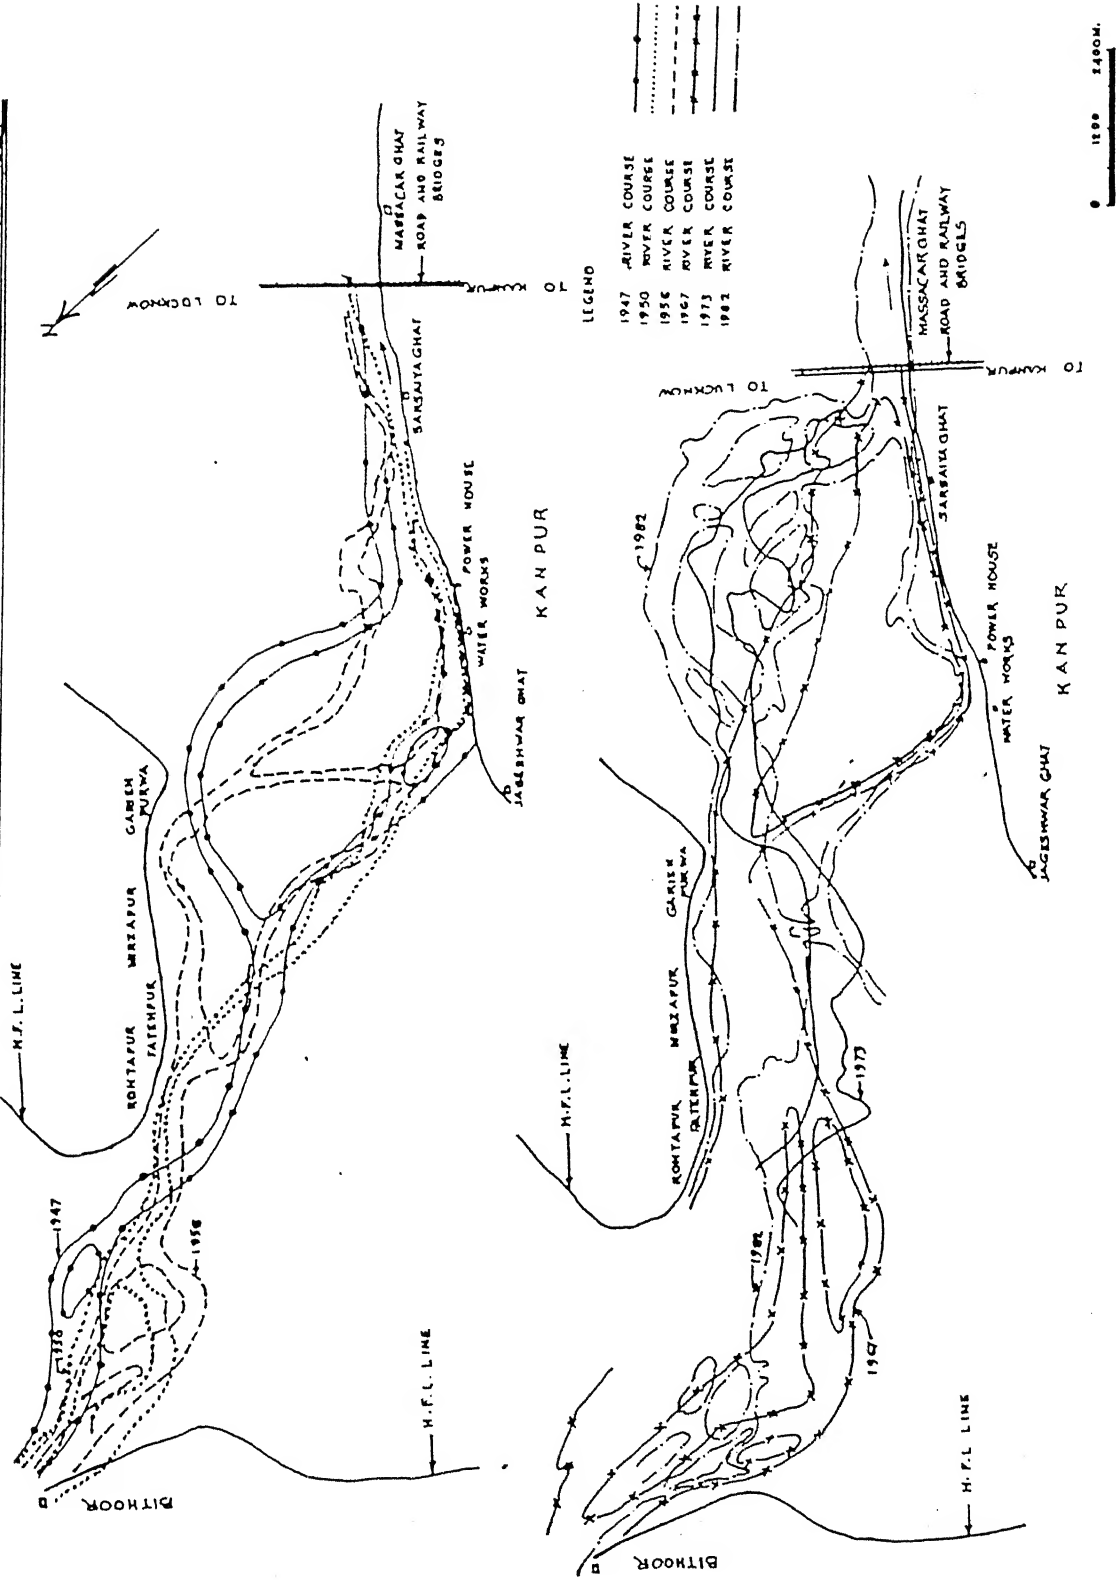 H.F.L. LINE
ROHTAPUR
FATEHPUR
MIRZAPUR
GARISH
PURWA
1947
1938
1956
BITHOOR
H.F.L. LINE
JAGESHWAR GHAT
WATER WORKS
POWER HOUSE
KANPUR
SARSAIYA GHAT
TO LUCKNOW
TO KANPUR
MASSACAR GHAT
ROAD AND RAILWAY
BRIDGES
N
LEGEND
1947 RIVER COURSE
1950 RIVER COURSE
1956 RIVER COURSE
1967 RIVER COURSE
1973 RIVER COURSE
1982 RIVER COURSE
H.F.L. LINE
ROHTAPUR
FATEHPUR
MIRZAPUR
GARISH
PURWA
1982
1982
1973
1967
BITHOOR
H.F.L LINE
JAGESHWAR GHAT
WATER WORKS
POWER HOUSE
KANPUR
SARSAIYA GHAT
TO LUCKNOW
TO KANPUR
MASSACAR GHAT
ROAD AND RAILWAY
BRIDGES
0 1200 2400M.